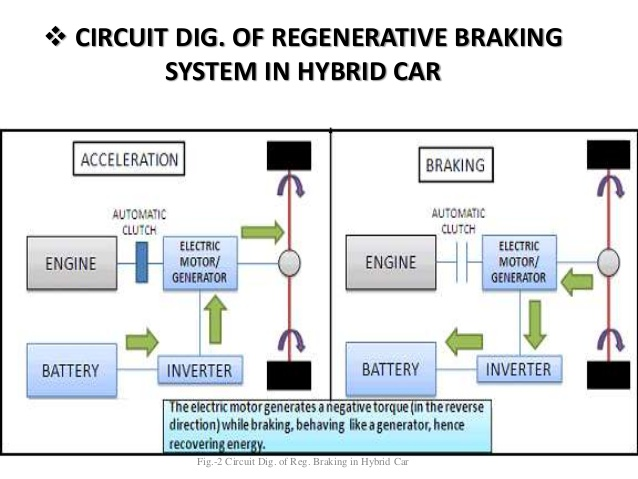 ❖ CIRCUIT DIG. OF REGENERATIVE BRAKING
SYSTEM IN HYBRID CAR
ACCELERATION
AUTOMATIC
CLUTCH
ENGINE
ELECTRIC
MOTOR/
GENERATOR
BATTERY
INVERTER
BRAKING
AUTOMATIC
CLUTCH
ENGINE
ELECTRIC
MOTOR/
GENERATOR
BATTERY
INVERTER
The electric motor generates a negative torque (in the reverse
direction) while braking, behaving like a generator, hence
recovering energy.
Fig.-2 Circuit Dig. of Reg. Braking in Hybrid Car